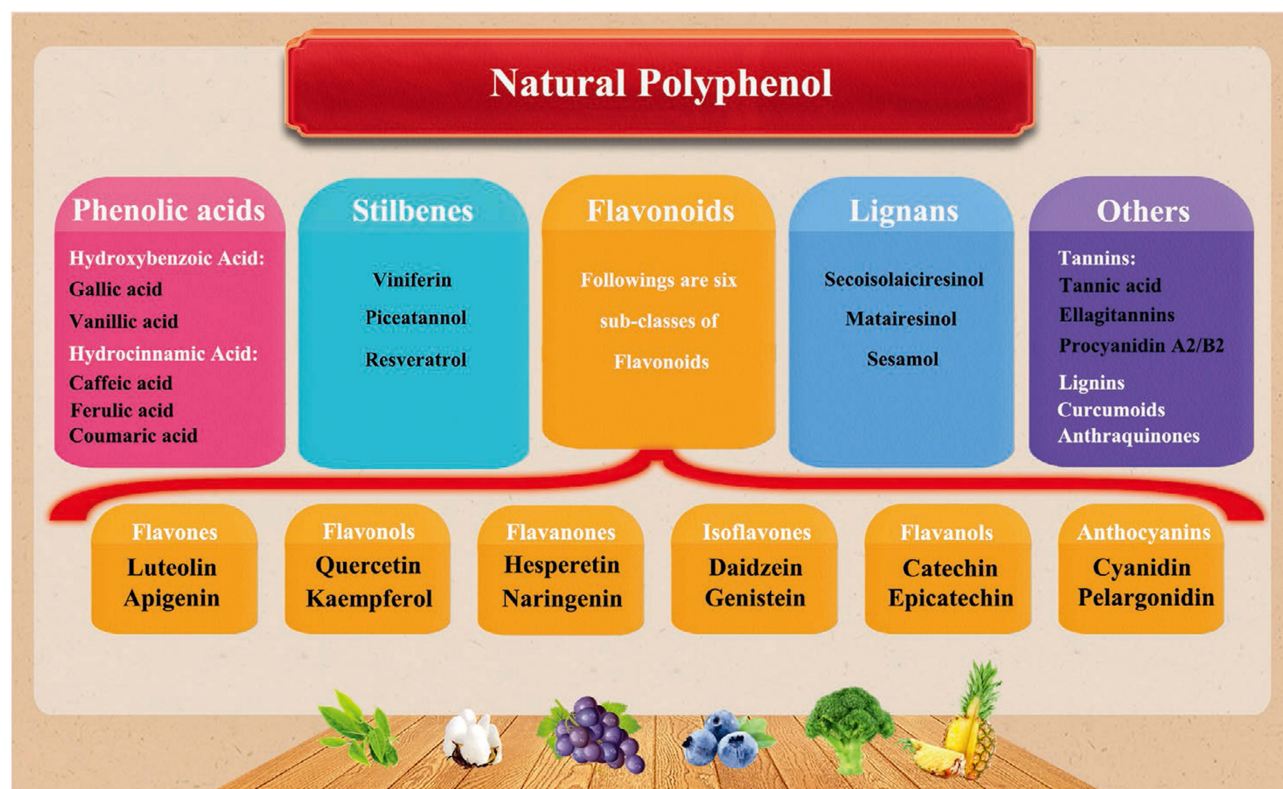 Natural Polyphenol
Phenolic acids
Hydroxybenzoic Acid:
Gallic acid
Vanillic acid
Hydrocinnamic Acid:
Caffeic acid
Ferulic acid
Coumaric acid
Stilbenes
Viniferin
Piceatannol
Resveratrol
Flavonoids
Followings are six
sub-classes of
Flavonoids
Lignans
Secoisolaiciresinol
Matairesinol
Sesamol
Others
Tannins:
Tannic acid
Ellagitannins
Procyanidin A2/B2
Lignins
Curcumoids
Anthraquinones
Flavones
Luteolin
Apigenin
Flavonols
Quercetin
Kaempferol
Flavanones
Hesperetin
Naringenin
Isoflavones
Daidzein
Genistein
Flavanols
Catechin
Epicatechin
Anthocyanins
Cyanidin
Pelargonidin